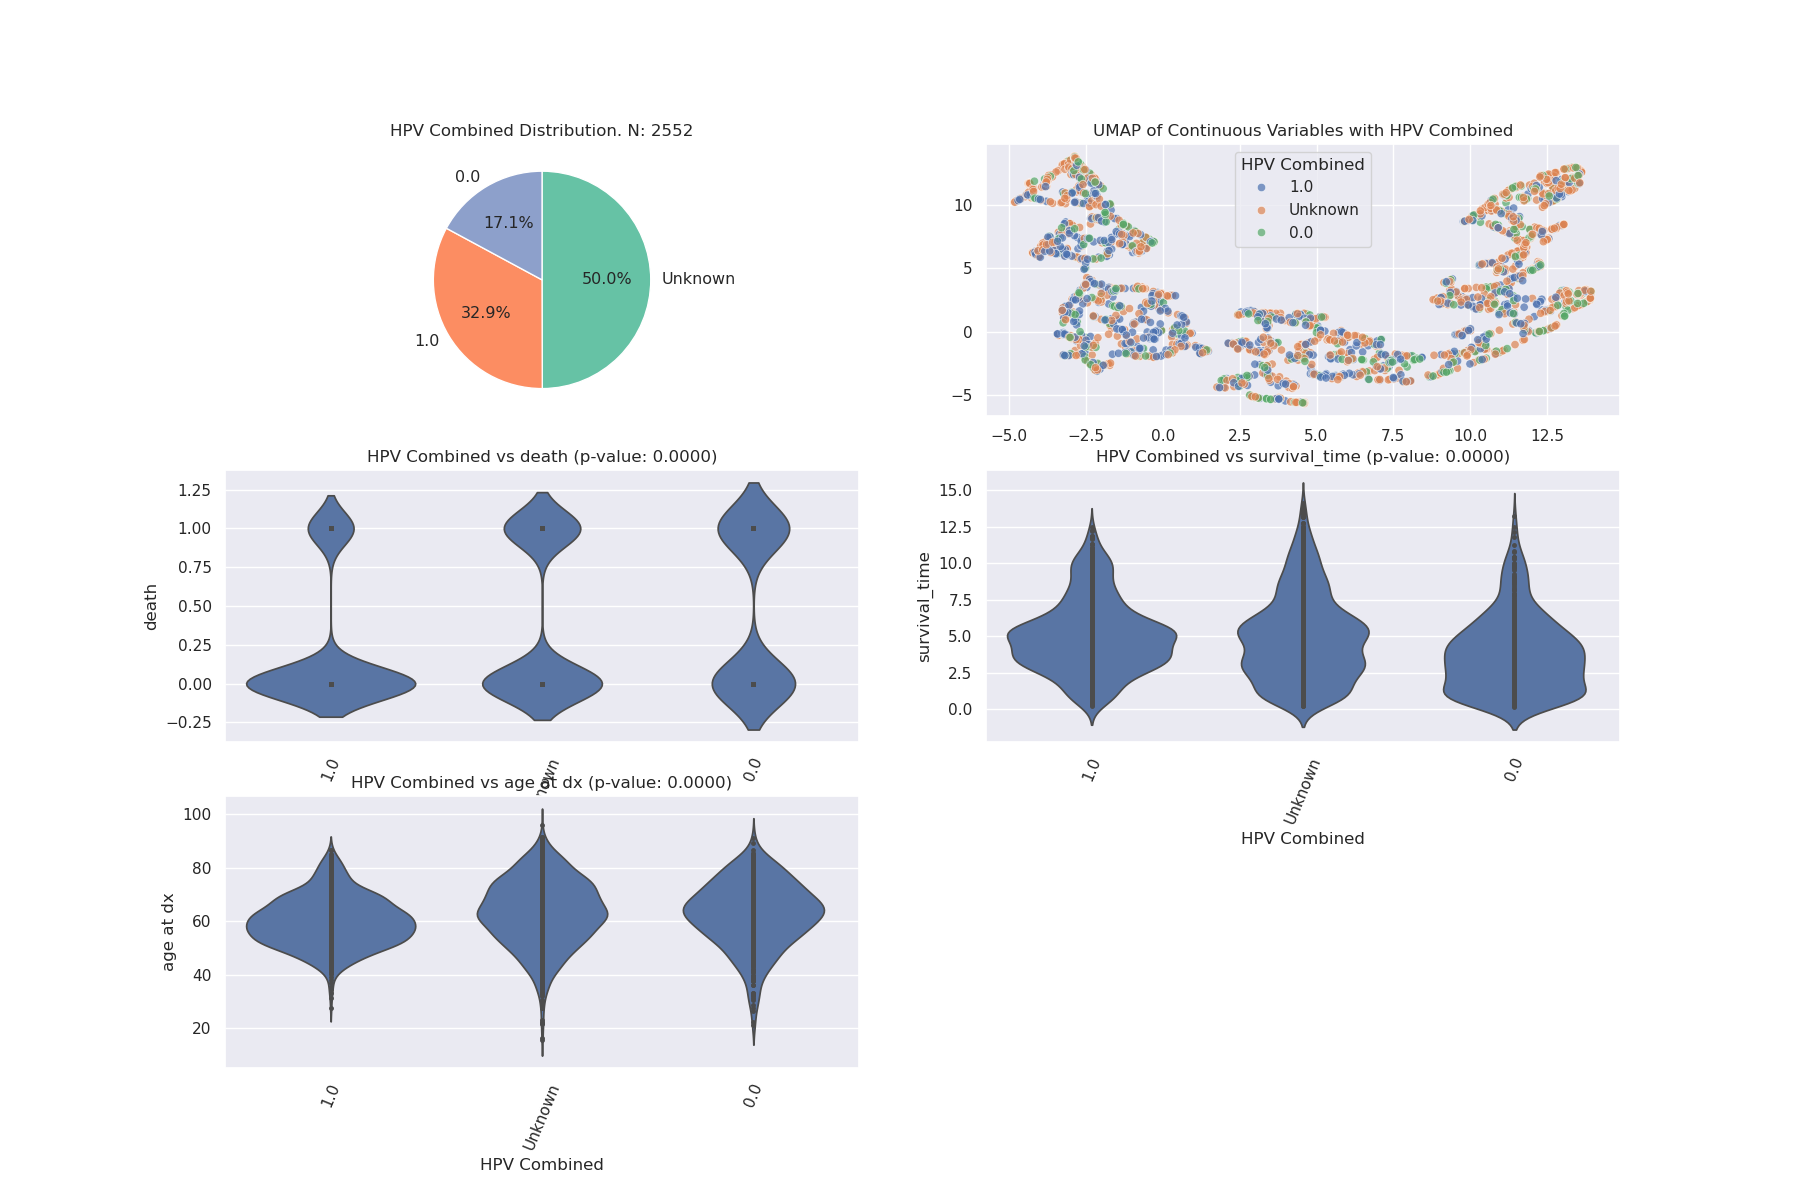 HPV Combined Distribution. N: 2552
0.0
17.1%
50.0%
Unknown
32.9%
1.0
UMAP of Continuous Variables with HPV Combined
HPV Combined
1.0
Unknown
0.0
10
5
0
−5
−5.0 −2.5 0.0 2.5 5.0 7.5 10.0 12.5
HPV Combined vs death (p-value: 0.0000)
death
1.25
1.00
0.75
0.50
0.25
0.00
−0.25
1.0
0.0
HPV Combined vs survival_time (p-value: 0.0000)
survival_time
15.0
12.5
10.0
7.5
5.0
2.5
0.0
1.0 Unknown 0.0
HPV Combined
HPV Combined vs age at dx (p-value: 0.0000)
age at dx
100
80
60
40
20
1.0 Unknown 0.0
HPV Combined